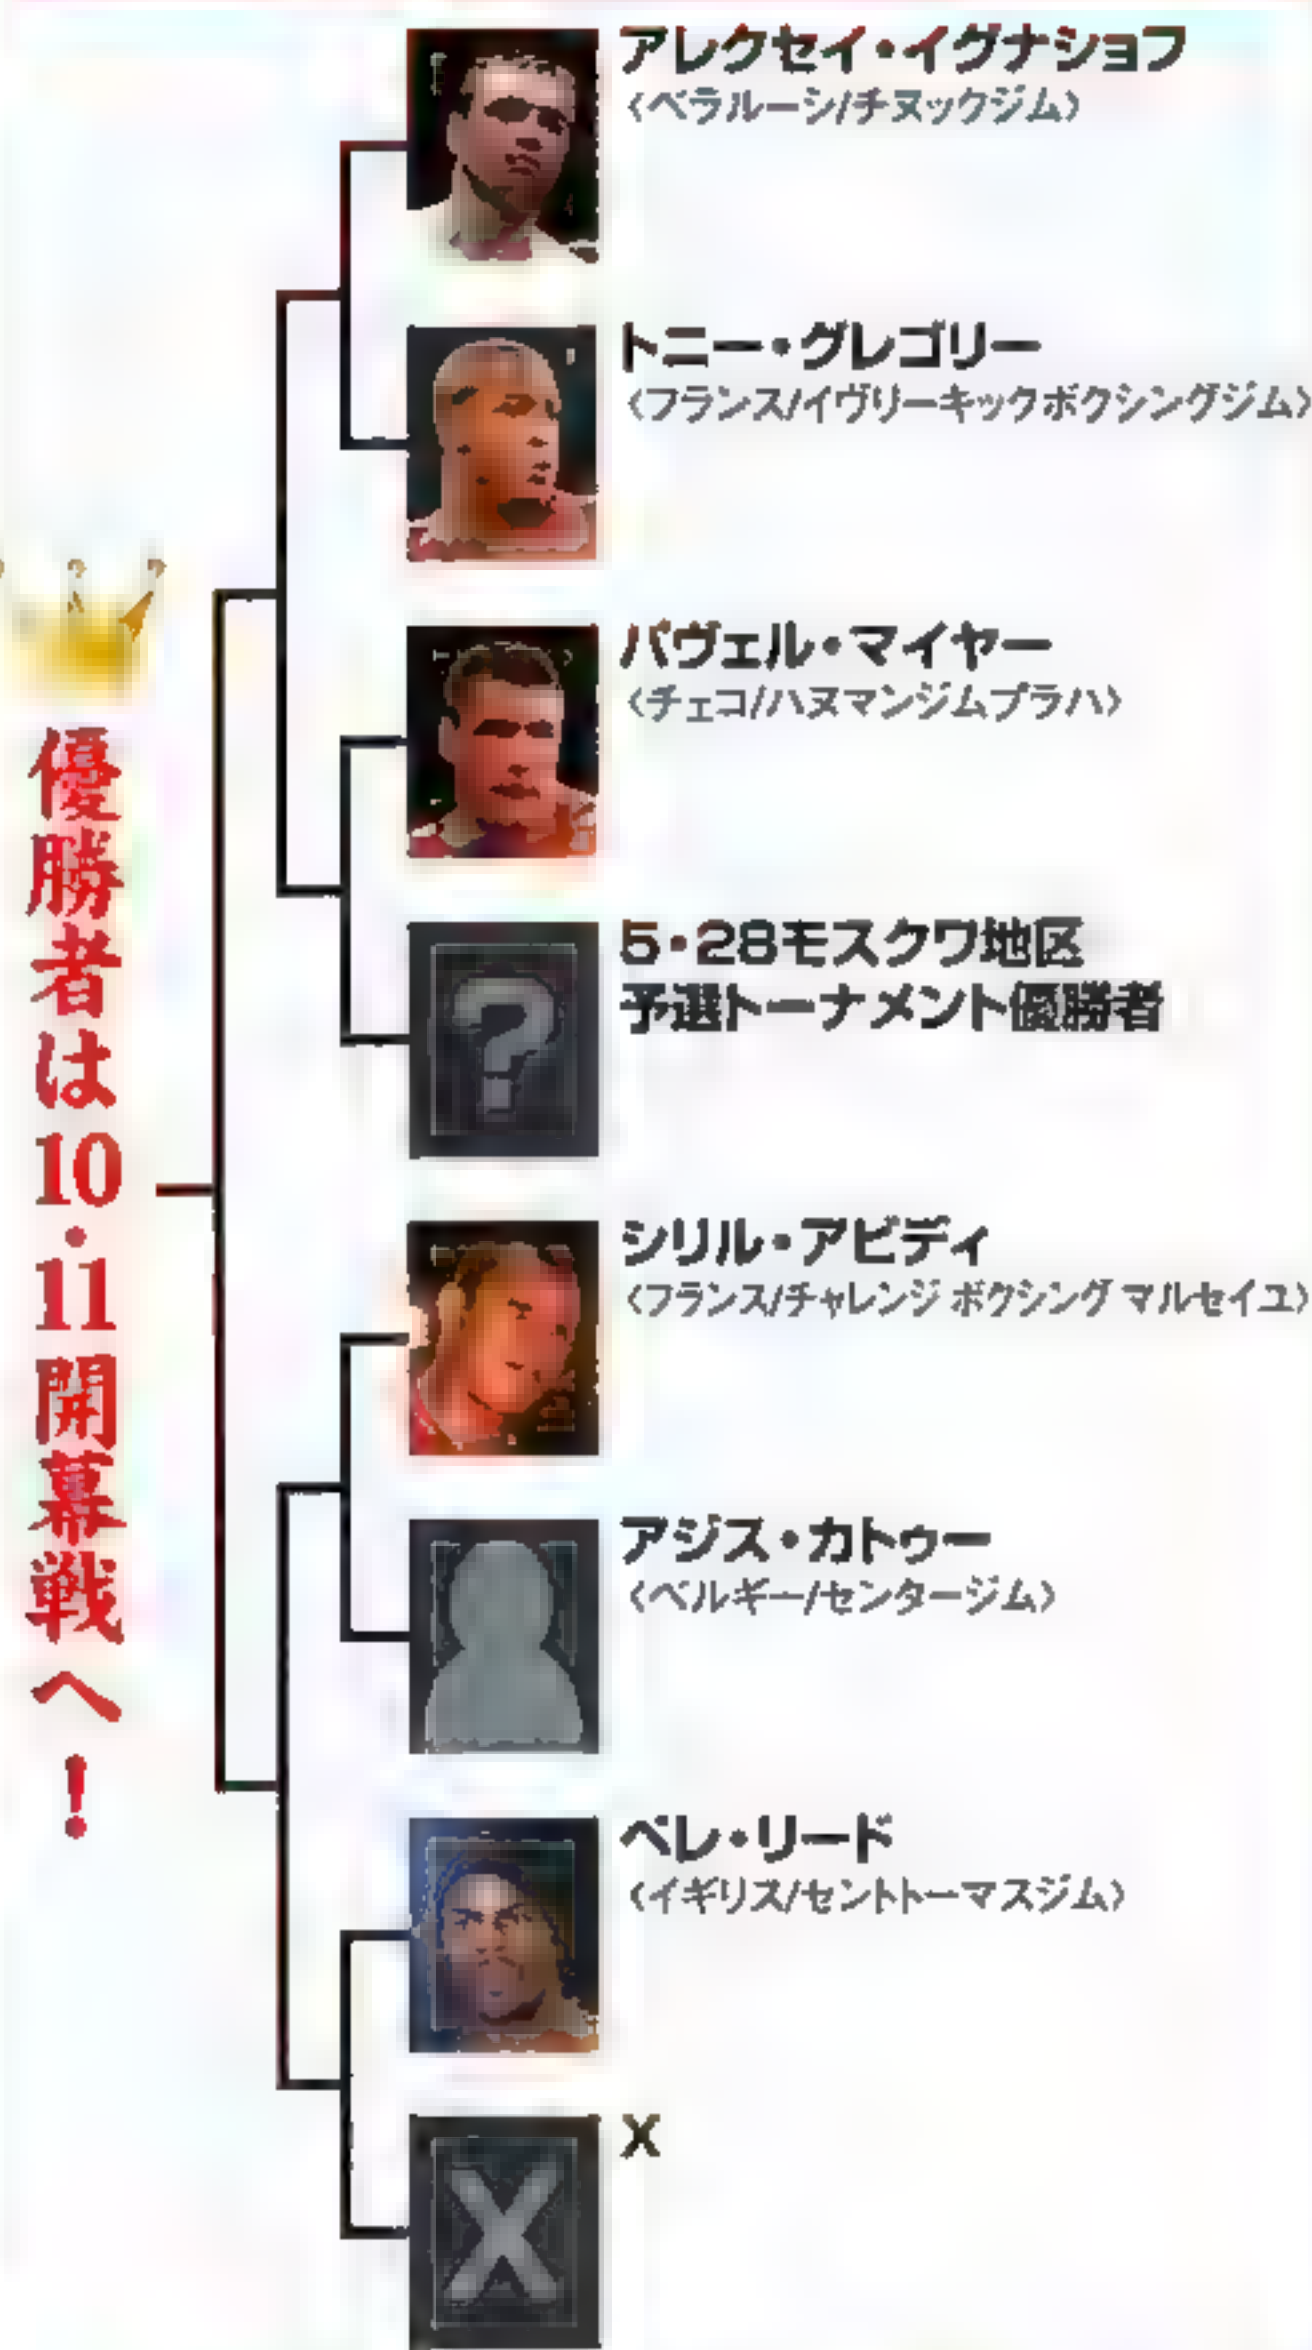 アレクセイ・イグナショフ
〈ベラルーシ/チヌックジム〉
トニー・グレゴリー
〈フランス/イヴリーキックボクシングジム〉
パヴェル・マイヤー
〈チェコ/ハヌマンジムプラハ〉
5・28モスクワ地区
予選トーナメント優勝者
シリル・アビディ
〈フランス/チャレンジ ボクシング マルセイユ〉
アジス・カトゥー
〈ベルギー/センタージム〉
ペレ・リード
〈イギリス/セントトーマスジム〉
X
?
X
優勝者は10・11開幕戦へ!